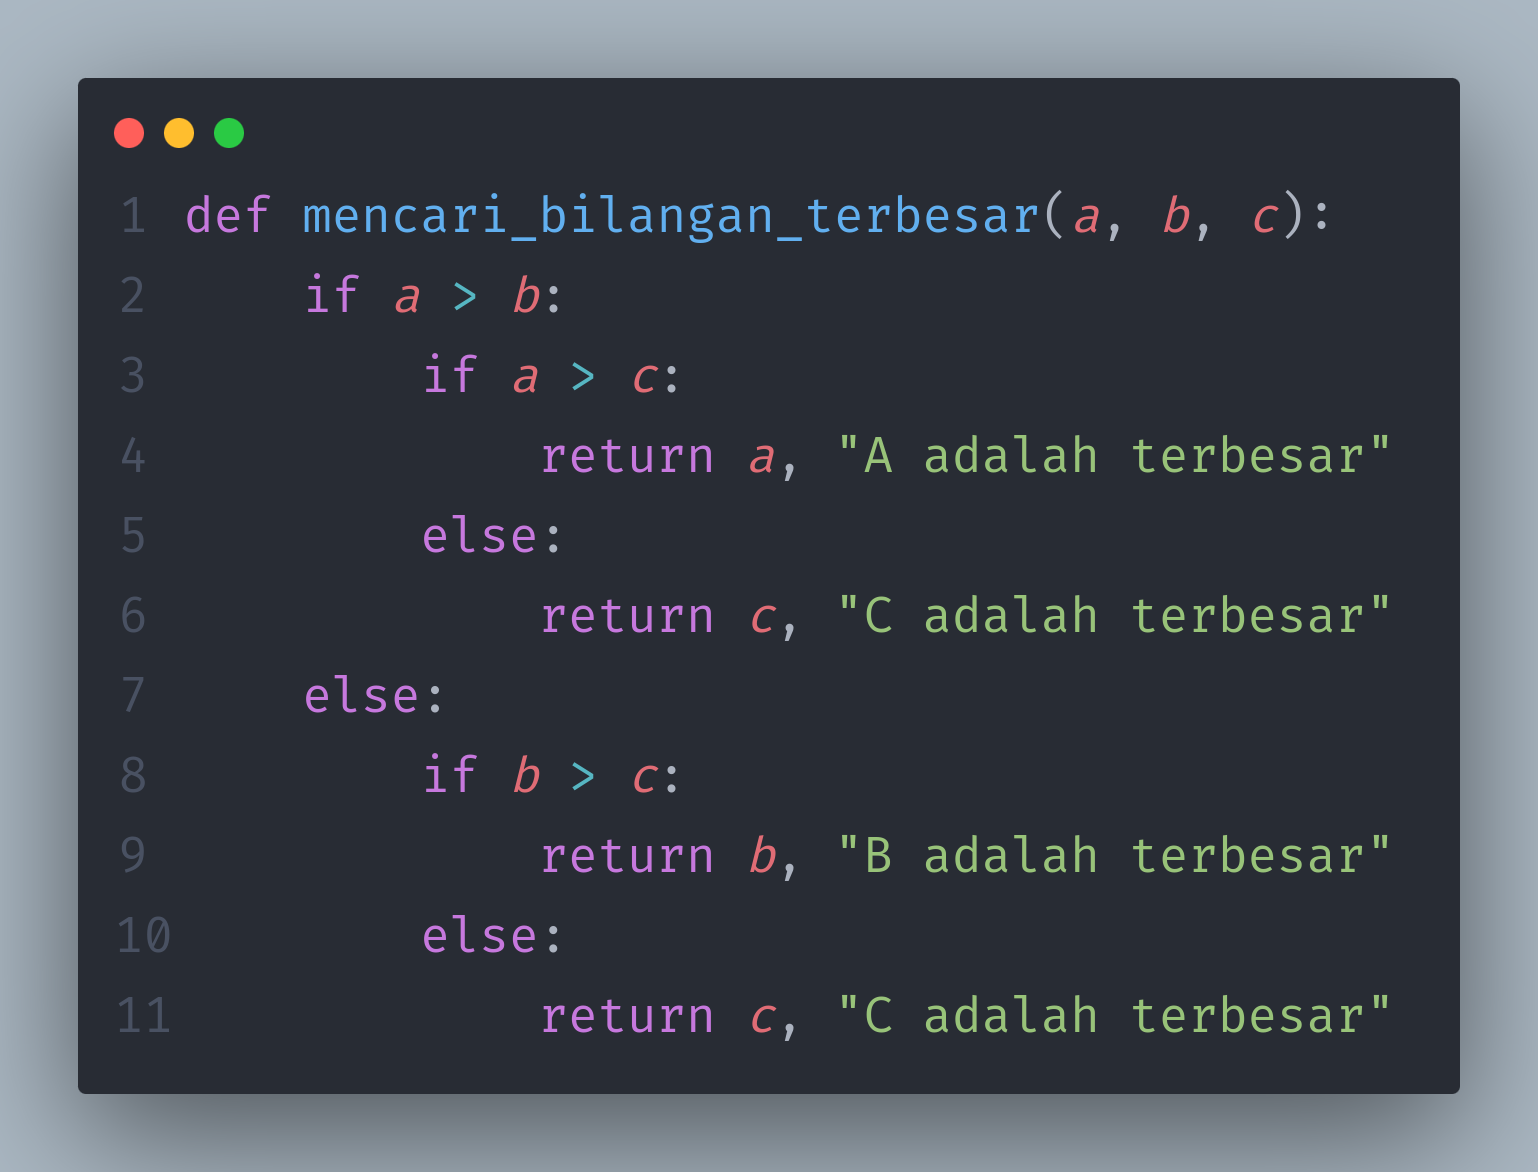 1 def mencari_bilangan_terbesar(a, b, c):
2     if a > b:
3         if a > c:
4             return a, "A adalah terbesar"
5         else:
6             return c, "C adalah terbesar"
7     else:
8         if b > c:
9             return b, "B adalah terbesar"
10         else:
11             return c, "C adalah terbesar"